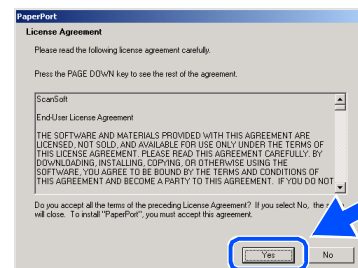 PaperPort
License Agreement
Please read the following license agreement carefully.
Press the PAGE DOWN key to see the rest of the agreement.
ScanSoft
End-User License Agreement
THE SOFTWARE AND MATERIALS PROVIDED WITH THIS AGREEMENT ARE
LICENSED, NOT SOLD, AND AVAILABLE FOR USE ONLY UNDER THE TERMS OF
THIS LICENSE AGREEMENT. PLEASE READ THIS AGREEMENT CAREFULLY. BY
DOWNLOADING, INSTALLING, COPYING, OR OTHERWISE USING THE
SOFTWARE, YOU AGREE TO BE BOUND BY THE TERMS AND CONDITIONS OF
THIS AGREEMENT AND BECOME A PARTY TO THIS AGREEMENT. IF YOU DO NOT
Do you accept all the terms of the preceding License Agreement? If you select No, the
will close. To install "PaperPort", you must accept this agreement.
Yes
No